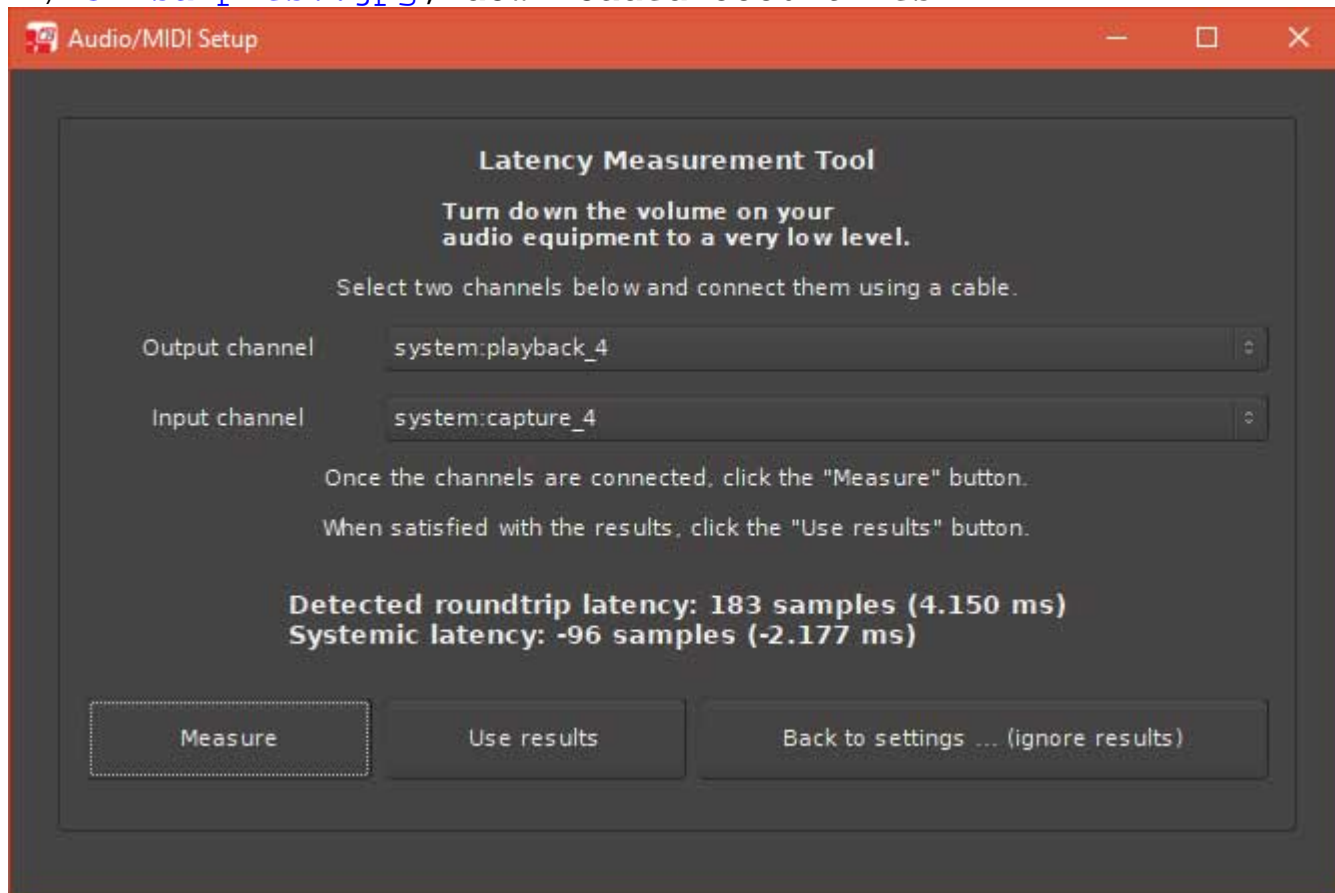 Audio/MIDI Setup
Latency Measurement Tool
Turn down the volume on your
audio equipment to a very low level.
Select two channels below and connect them using a cable.
Output channel system:playback_4
Input channel system:capture_4
Once the channels are connected, click the "Measure" button.
When satisfied with the results, click the "Use results" button.
Detected roundtrip latency: 183 samples (4.150 ms)
Systemic latency: -96 samples (-2.177 ms)
Measure Use results Back to settings ... (ignore results)